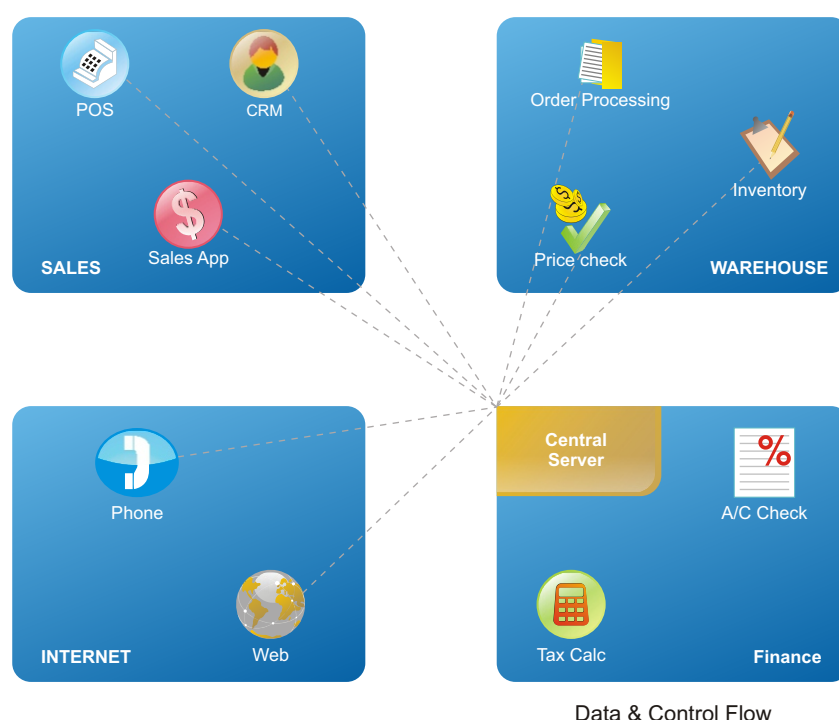 POS
CRM
Sales App
SALES
Order Processing
Inventory
Price check
WAREHOUSE
Phone
Web
INTERNET
Central
Server
%
A/C Check
Tax Calc
Finance
Data & Control Flow